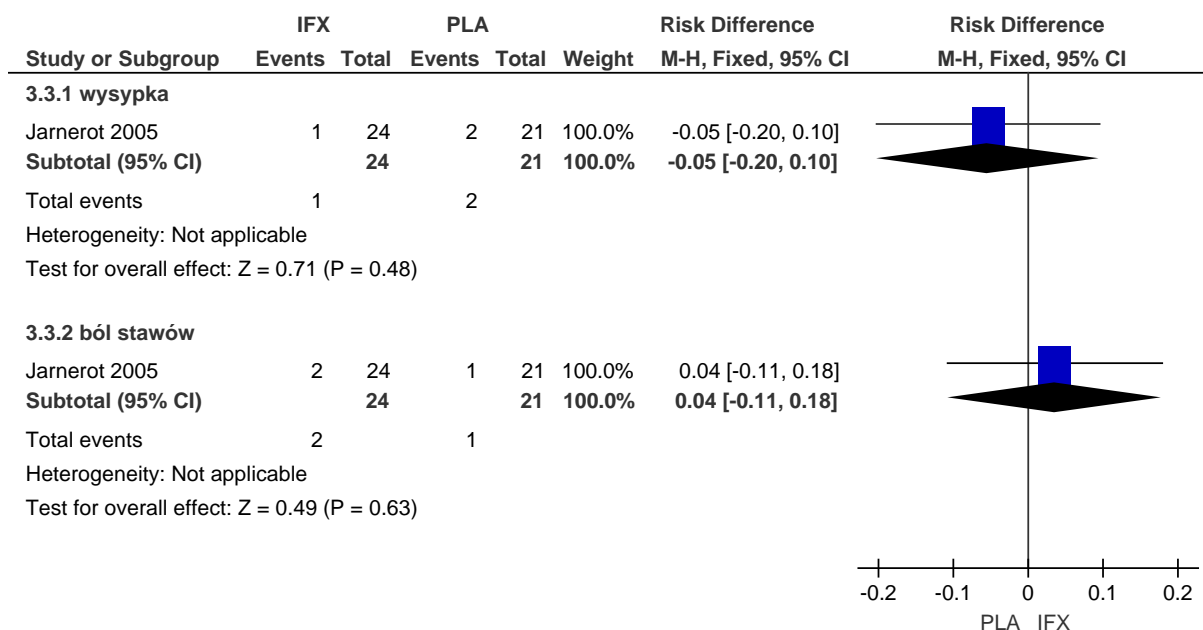 IFX PLA Risk Difference Risk Difference
Study or Subgroup Events Total Events Total Weight M-H, Fixed, 95% CI M-H, Fixed, 95% CI
3.3.1 wysypka
Jarnerot 2005 1 24 2 21 100.0% -0.05 [-0.20, 0.10]
Subtotal (95% CI) 24 21 100.0% -0.05 [-0.20, 0.10]
Total events 1 2
Heterogeneity: Not applicable
Test for overall effect: Z = 0.71 (P = 0.48)
3.3.2 ból stawów
Jarnerot 2005 2 24 1 21 100.0% 0.04 [-0.11, 0.18]
Subtotal (95% CI) 24 21 100.0% 0.04 [-0.11, 0.18]
Total events 2 1
Heterogeneity: Not applicable
Test for overall effect: Z = 0.49 (P = 0.63)
-0.2 -0.1 0 0.1 0.2
PLA IFX